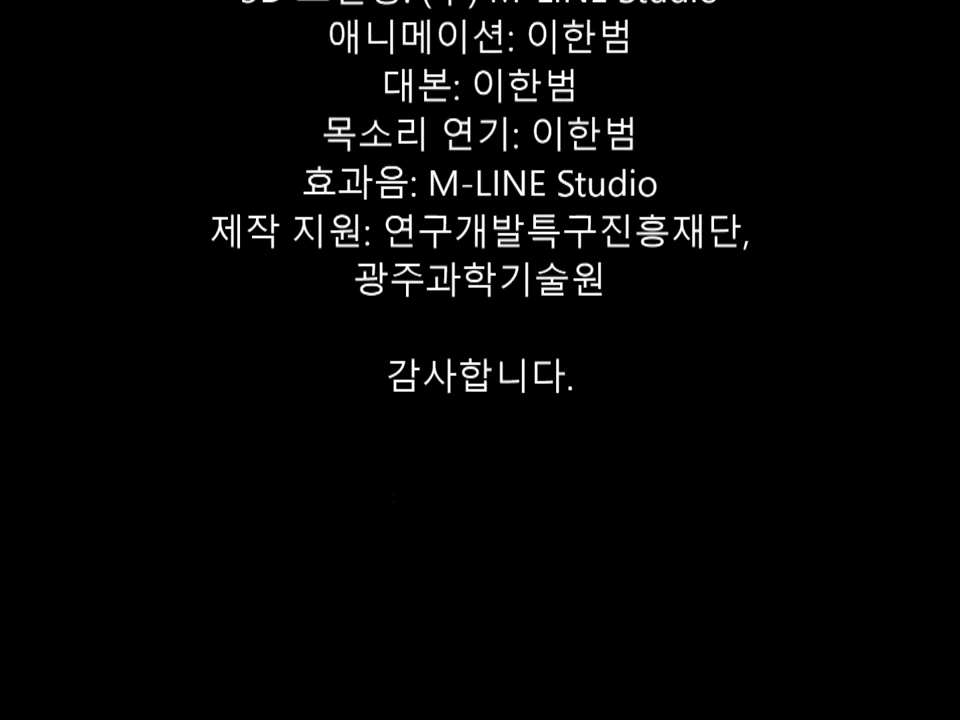 M-LINE Studio
애니메이션: 이한범
대본: 이한범
목소리 연기: 이한범
효과음: M-LINE Studio
제작 지원: 연구개발특구진흥재단,
광주과학기술원
감사합니다.